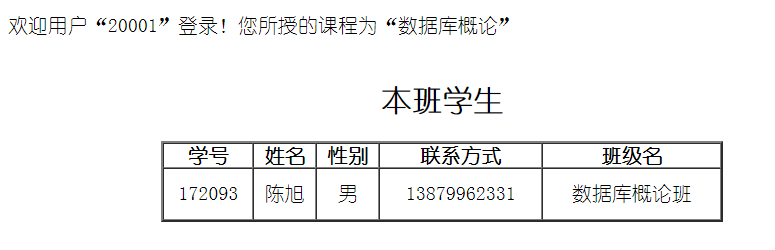 欢迎用户“20001”登录！您所授的课程为“数据库概论”
本班学生
学号 姓名 性别 联系方式 班级名
172093 陈旭 男 13879962331 数据库概论班